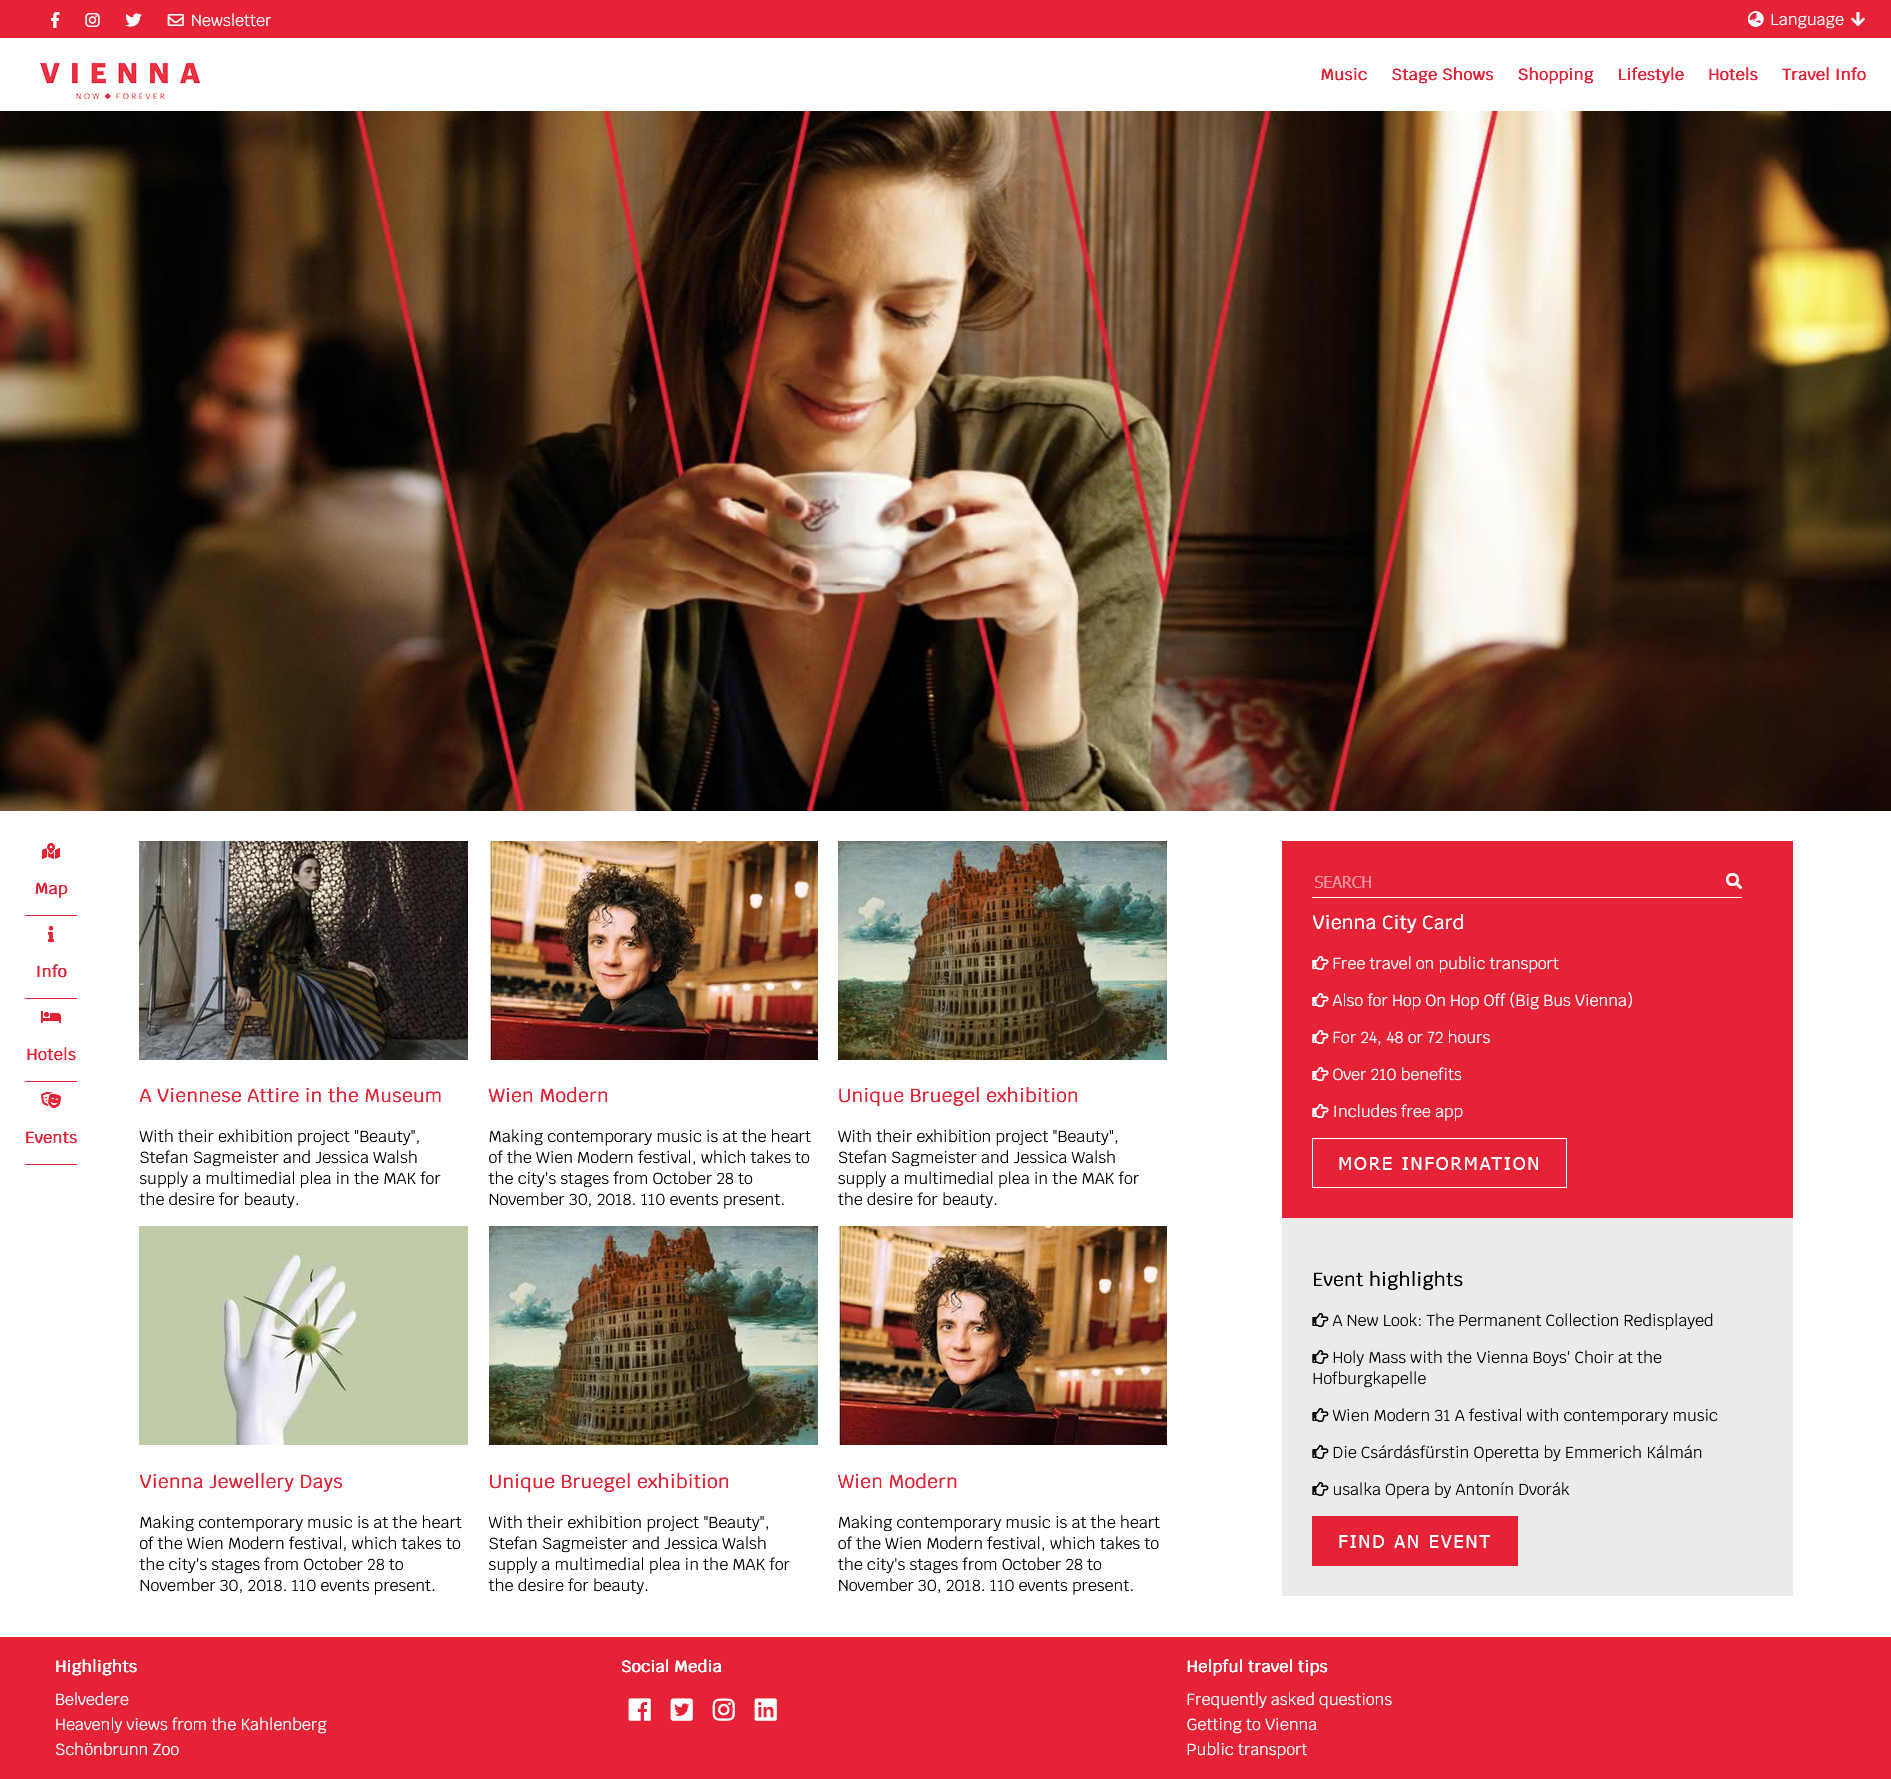 Newsletter
Language
VIENNA
NOW FOREVER
Music
Stage Shows
Shopping
Lifestyle
Hotels
Travel Info
Map
Info
Hotels
Events
A Viennese Attire in the Museum
With their exhibition project "Beauty",
Stefan Sagmeister and Jessica Walsh
supply a multimedial plea in the MAK for
the desire for beauty.
Wien Modern
Making contemporary music is at the heart
of the Wien Modern festival, which takes to
the city's stages from October 28 to
November 30, 2018. 110 events present.
Unique Bruegel exhibition
With their exhibition project "Beauty",
Stefan Sagmeister and Jessica Walsh
supply a multimedial plea in the MAK for
the desire for beauty.
Vienna Jewellery Days
Making contemporary music is at the heart
of the Wien Modern festival, which takes to
the city's stages from October 28 to
November 30, 2018. 110 events present.
Unique Bruegel exhibition
With their exhibition project "Beauty",
Stefan Sagmeister and Jessica Walsh
supply a multimedial plea in the MAK for
the desire for beauty.
Wien Modern
Making contemporary music is at the heart
of the Wien Modern festival, which takes to
the city's stages from October 28 to
November 30, 2018. 110 events present.
SEARCH
Vienna City Card
Free travel on public transport
Also for Hop On Hop Off (Big Bus Vienna)
For 24, 48 or 72 hours
Over 210 benefits
Includes free app
MORE INFORMATION
Event highlights
A New Look: The Permanent Collection Redisplayed
Holy Mass with the Vienna Boys' Choir at the
Hofburgkapelle
Wien Modern 31 A festival with contemporary music
Die Csárdásfürstin Operetta by Emmerich Kálmán
usalka Opera by Antonín Dvorák
FIND AN EVENT
Highlights
Belvedere
Heavenly views from the Kahlenberg
Schönbrunn Zoo
Social Media
Helpful travel tips
Frequently asked questions
Getting to Vienna
Public transport